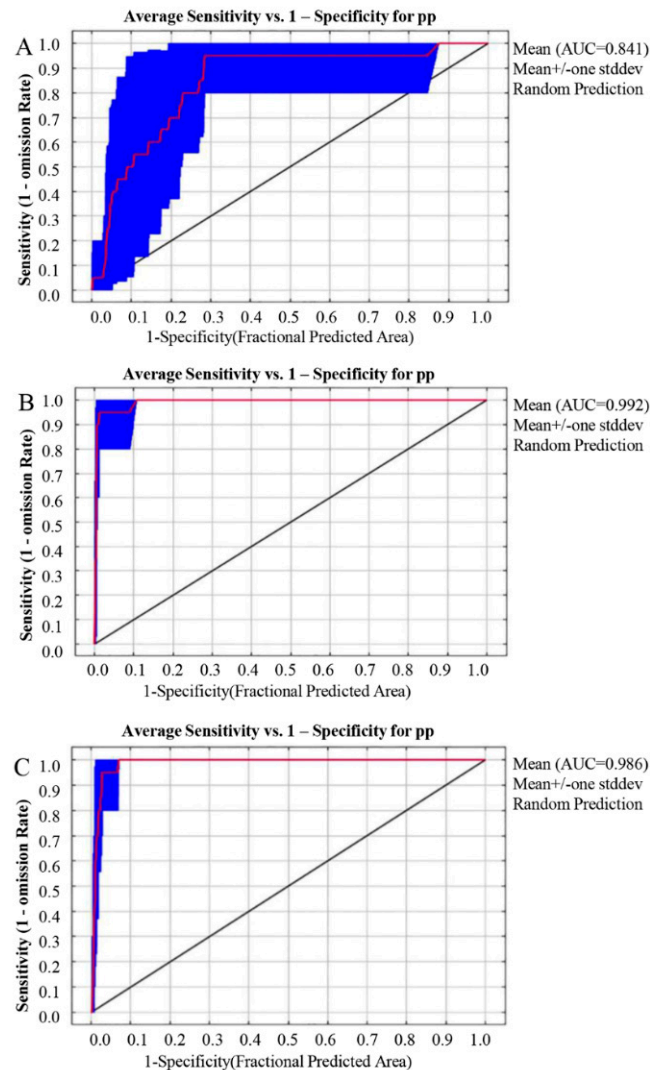 Average Sensitivity vs. 1 – Specificity for pp
A
Sensitivity (1 - omission Rate)
1.0
0.9
0.8
0.7
0.6
0.5
0.4
0.3
0.2
0.1
0.0
0.0 0.1 0.2 0.3 0.4 0.5 0.6 0.7 0.8 0.9 1.0
1-Specificity(Fractional Predicted Area)
Mean (AUC=0.841)
Mean+/-one stddev
Random Prediction
Average Sensitivity vs. 1 – Specificity for pp
B
Sensitivity (1 - omission Rate)
1.0
0.9
0.8
0.7
0.6
0.5
0.4
0.3
0.2
0.1
0.0
0.0 0.1 0.2 0.3 0.4 0.5 0.6 0.7 0.8 0.9 1.0
1-Specificity(Fractional Predicted Area)
Mean (AUC=0.992)
Mean+/-one stddev
Random Prediction
Average Sensitivity vs. 1 – Specificity for pp
C
Sensitivity (1 - omission Rate)
1.0
0.9
0.8
0.7
0.6
0.5
0.4
0.3
0.2
0.1
0.0
0.0 0.1 0.2 0.3 0.4 0.5 0.6 0.7 0.8 0.9 1.0
1-Specificity(Fractional Predicted Area)
Mean (AUC=0.986)
Mean+/-one stddev
Random Prediction